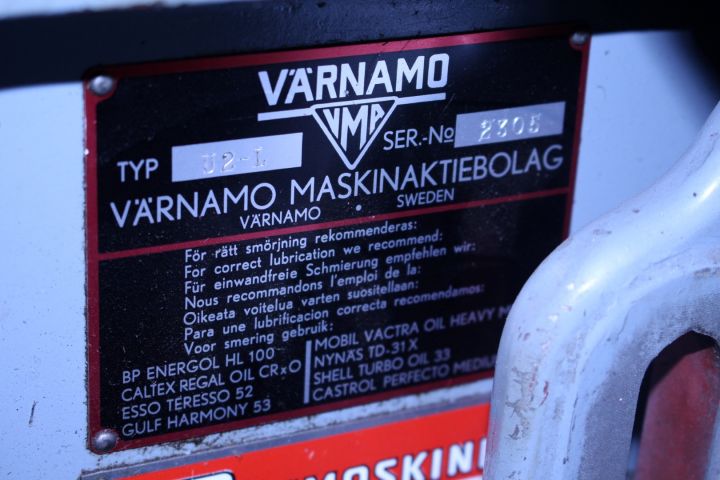 VÄRNAMO
VMA
TYP U2-L SER.-No 2305
VÄRNAMO MASKINAKTIEBOLAG
VÄRNAMO . SWEDEN
För rätt smörjning rekommenderas:
For correct lubrication we recommend:
Für einwandfreie Schmierung empfehlen wir:
Nous recommandons l'emploi de la:
Oikeata voitelua varten suositellaan:
Para une lubrificacion correcta recomendamos:
Voor smering gebruik:
BP ENERGOL HL 100
CALTEX REGAL OIL CRxO
ESSO TERESSO 52
GULF HARMONY 53
MOBIL VACTRA OIL HEAVY M
NYNÄS TD-31 X
SHELL TURBO OIL 33
CASTROL PERFECTO MEDIU
MOSKIN